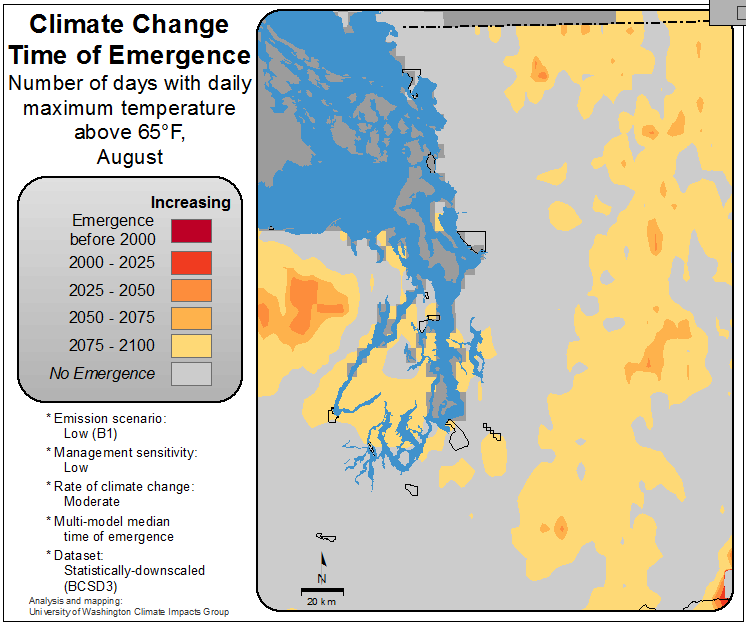 Climate Change
Time of Emergence
Number of days with daily
maximum temperature
above 65°F,
August
Increasing
Emergence
before 2000
2000 - 2025
2025 - 2050
2050 - 2075
2075 - 2100
No Emergence
* Emission scenario:
Low (B1)
* Management sensitivity:
Low
* Rate of climate change:
Moderate
* Multi-model median
time of emergence
* Dataset:
Statistically-downscaled
(BCSD3)
Analysis and mapping:
University of Washington Climate Impacts Group
N
20 km